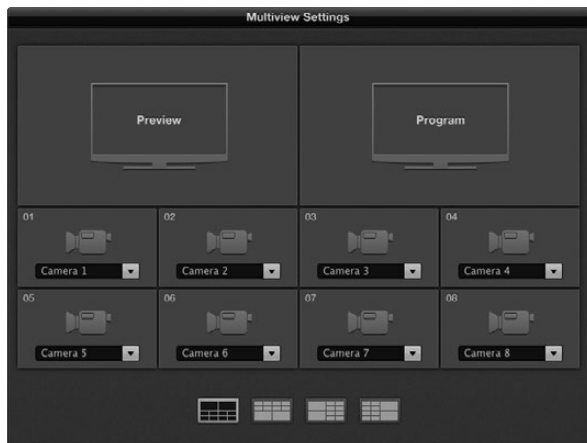 Multiview Settings
Preview
Program
01
02
03
04
Camera 1
Camera 2
Camera 3
Camera 4
05
06
07
08
Camera 5
Camera 6
Camera 7
Camera 8